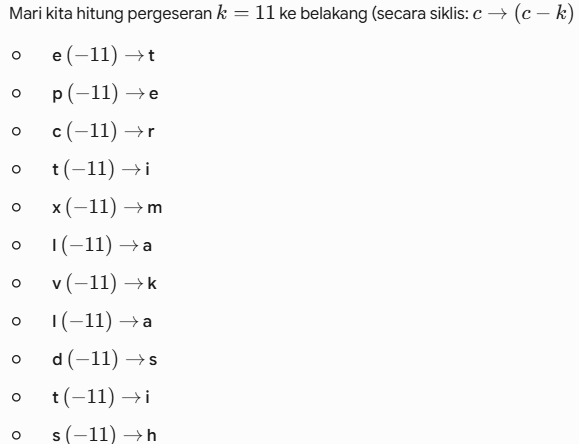 Mari kita hitung pergeseran k = 11 ke belakang (secara siklis: c → (c − k)
e (−11) → t
p (−11) → e
c (−11) → r
t (−11) → i
x (−11) → m
l (−11) → a
v (−11) → k
l (−11) → a
d (−11) → s
t (−11) → i
s (−11) → h